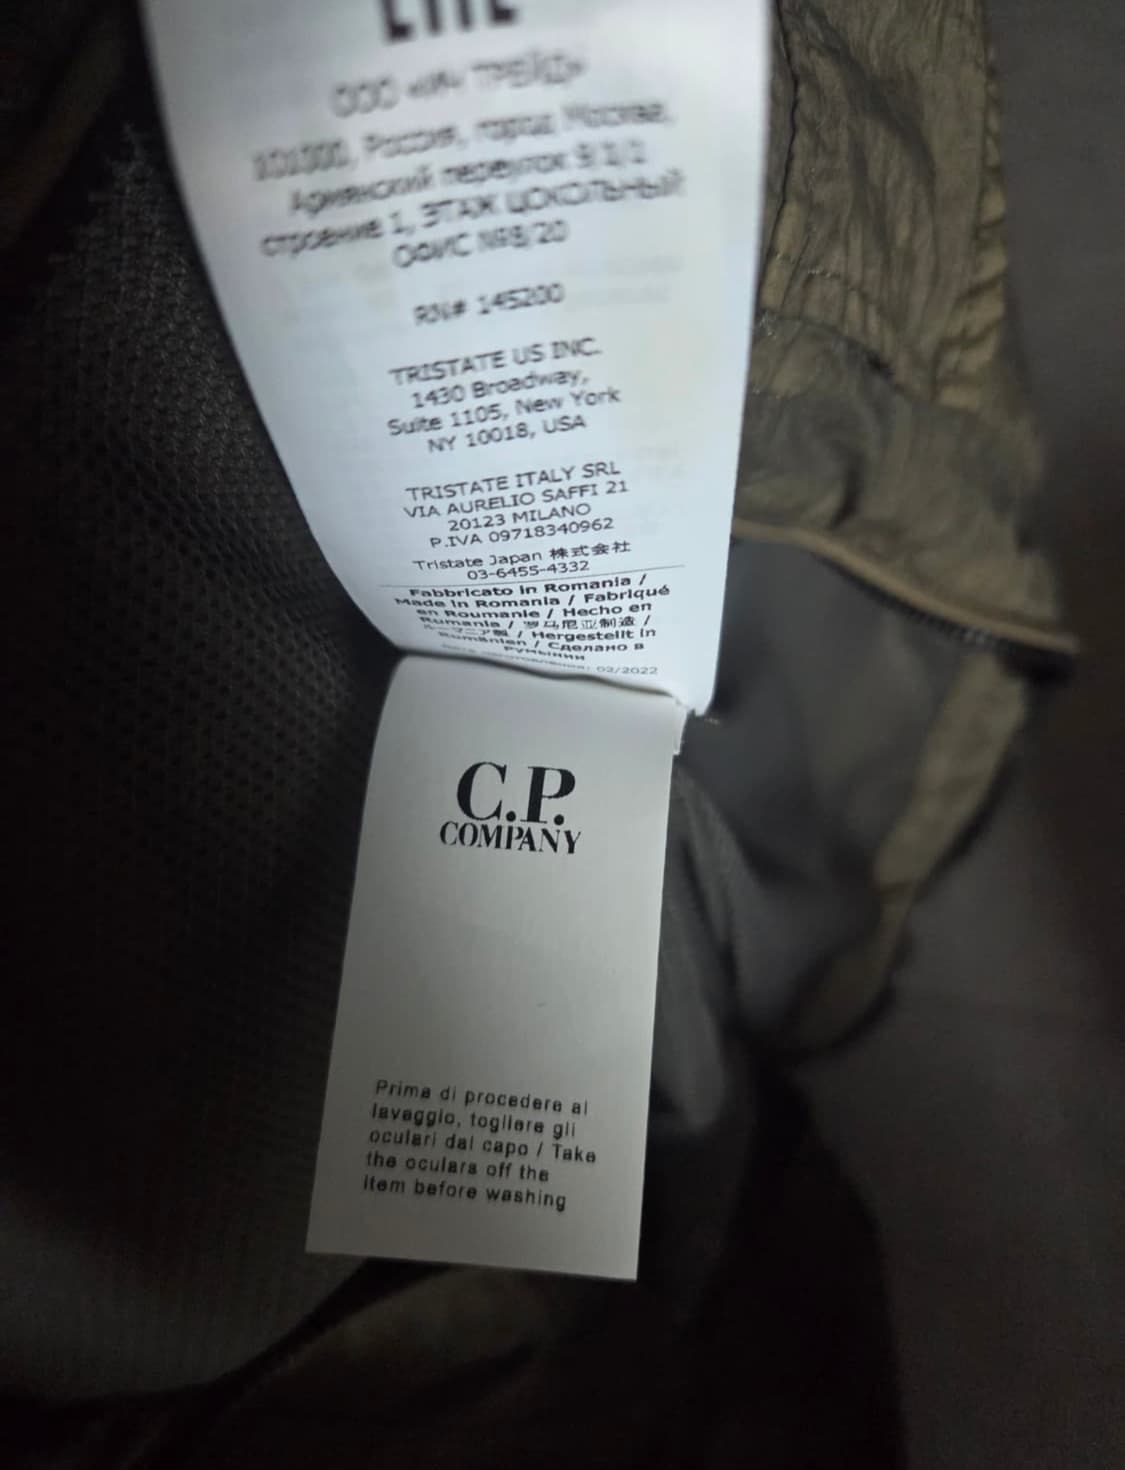 ООО «ИЧ ТРЕЙД»
101000, Россия, город Москва,
Армянский переулок 9 1/1
строение 1, ЭТАЖ ЦОКОЛЬНЫЙ
ОФИС №8/20
RN# 145200
TRISTATE US INC.
1430 Broadway,
Suite 1105, New York
NY 10018, USA
TRISTATE ITALY SRL
VIA AURELIO SAFFI 21
20123 MILANO
P.IVA 09718340962
Tristate Japan 株式会社
03-6455-4332
Fabbricato in Romania /
Made in Romania / Fabriqué
en Roumanie / Hecho en
Rumania / 罗马尼亚制造 /
ルーマニア製 / Hergestellt in
Rumänien / Сделано в
Румынии
02/2022
C.P.
COMPANY
Prima di procedere al
lavaggio, togliere gli
oculari dal capo / Take
the oculars off the
item before washing